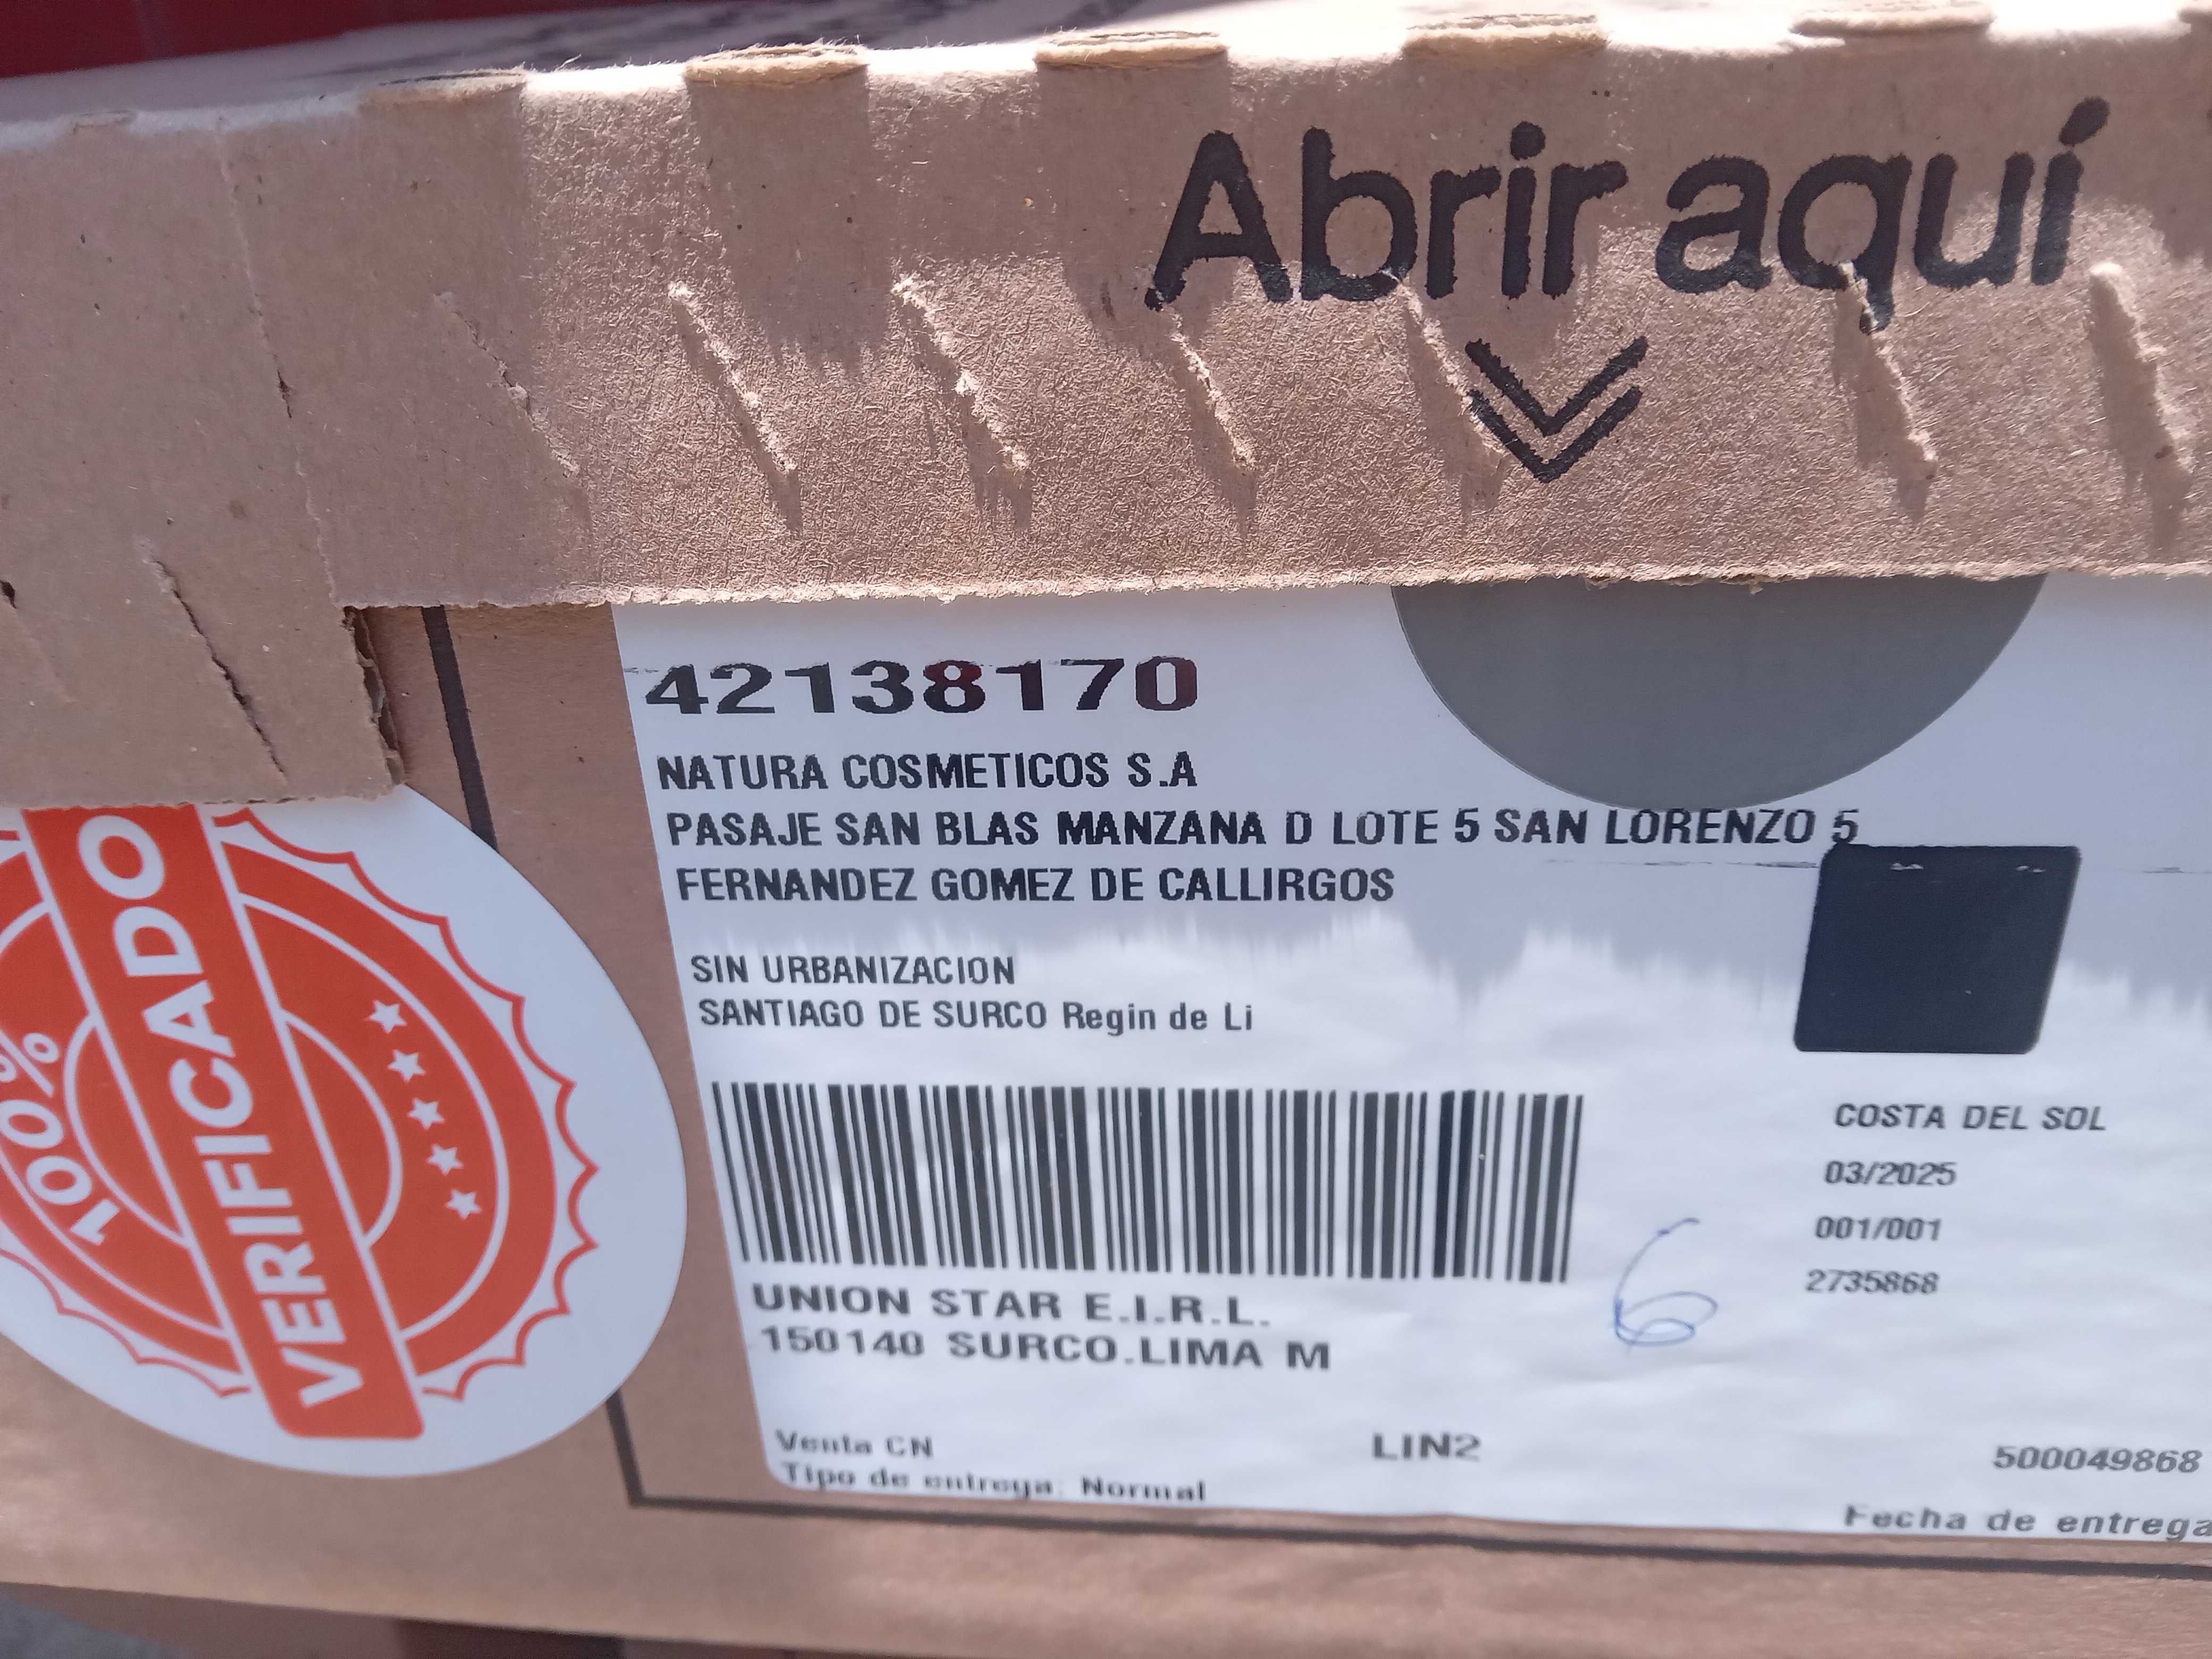 Abrir aquí
42138170
NATURA COSMETICOS S.A
PASAJE SAN BLAS MANZANA D LOTE 5 SAN LORENZO 5
FERNANDEZ GOMEZ DE CALLIRGOS
SIN URBANIZACION
SANTIAGO DE SURCO Regin de Li
COSTA DEL SOL
03/2025
001/001
2735868
6
UNION STAR E.I.R.L.
150140 SURCO.LIMA M
Venta CN
LIN2
500049868
Tipo de entrega: Normal
Fecha de entrega
100%
VERIFICADO